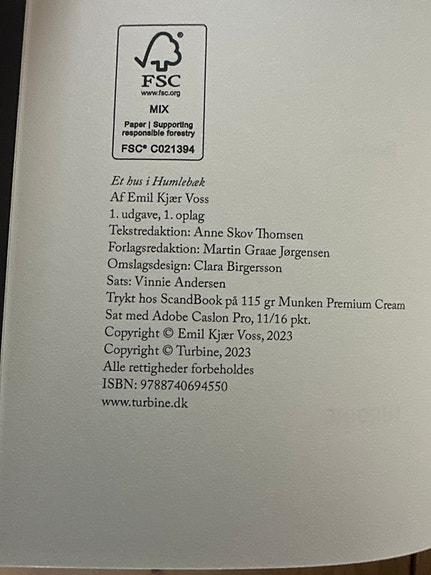 FSC
www.fsc.org
MIX
Paper | Supporting
responsible forestry
FSC® C021394
Et hus i Humlebæk
Af Emil Kjær Voss
1. udgave, 1. oplag
Tekstredaktion: Anne Skov Thomsen
Forlagsredaktion: Martin Graae Jørgensen
Omslagsdesign: Clara Birgersson
Sats: Vinnie Andersen
Trykt hos ScandBook på 115 gr Munken Premium Cream
Sat med Adobe Caslon Pro, 11/16 pkt.
Copyright © Emil Kjær Voss, 2023
Copyright © Turbine, 2023
Alle rettigheder forbeholdes
ISBN: 9788740694550
www.turbine.dk